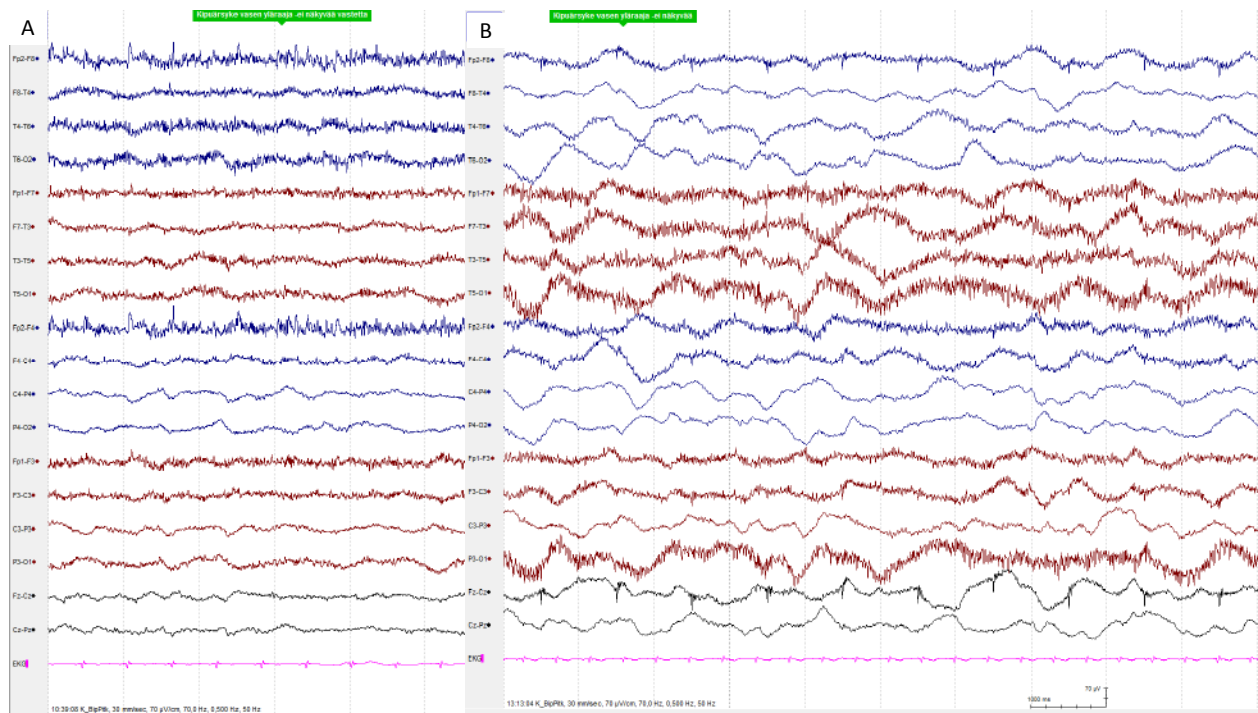 A
Kipuärsyke vasen yläraaja -ei näkyvää vastetta
Fp2-F8
F8-T4
T4-T6
T6-O2
Fp1-F7
F7-T3
T3-T5
T5-O1
Fp2-F4
F4-C4
C4-P4
P4-O2
Fp1-F3
F3-C3
C3-P3
P3-O1
Fz-Cz
Cz-Pz
EKG
10:39:08 K_BipPitk, 30 mm/sec, 70 µV/cm, 70,0 Hz, 0,500 Hz, 50 Hz
B
Kipuärsyke vasen yläraaja -ei näkyvää
Fp2-F8
F8-T4
T4-T6
T6-O2
Fp1-F7
F7-T3
T3-T5
T5-O1
Fp2-F4
F4-C4
C4-P4
P4-O2
Fp1-F3
F3-C3
C3-P3
P3-O1
Fz-Cz
Cz-Pz
EKG
70 µV
1000 ms
13:13:04 K_BipPitk, 30 mm/sec, 70 µV/cm, 70,0 Hz, 0,500 Hz, 50 Hz